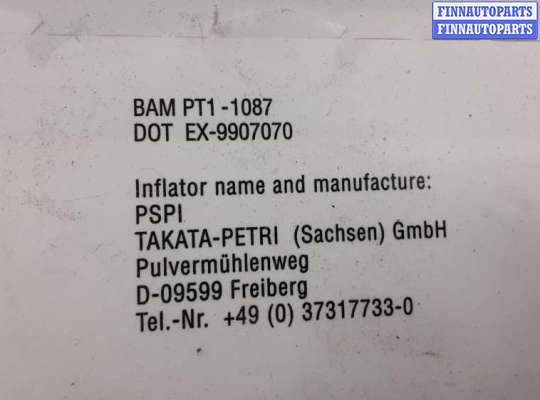 FINNAUTOPARTS
FINNAUTOPARTS
BAM PT1 -1087
DOT EX-9907070
Inflator name and manufacture:
PSPI
TAKATA-PETRI (Sachsen) GmbH
Pulvermühlenweg
D-09599 Freiberg
Tel.-Nr. +49 (0) 37317733-0